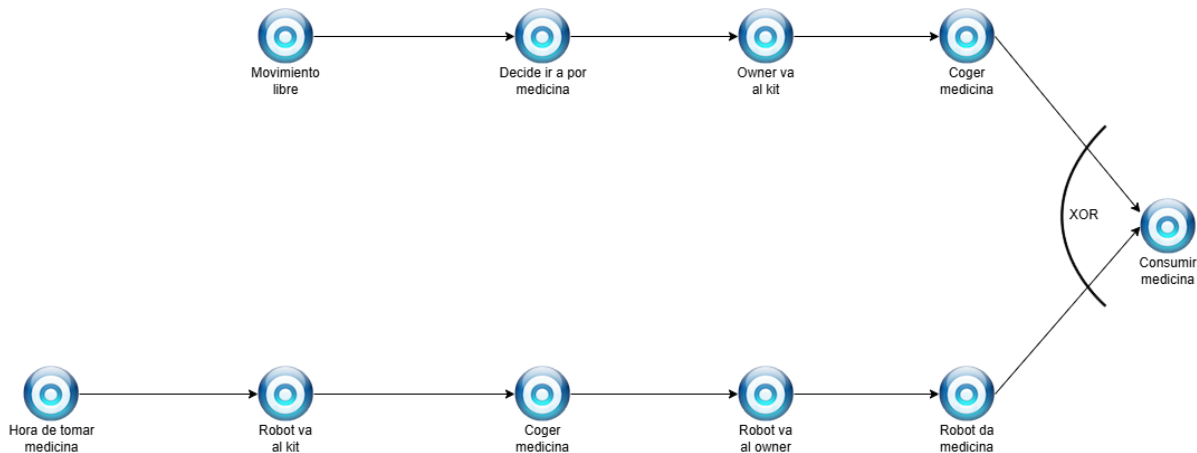 Movimiento
libre
Decide ir a por
medicina
Owner va
al kit
Coger
medicina
XOR
Consumir
medicina
Hora de tomar
medicina
Robot va
al kit
Coger
medicina
Robot va
al owner
Robot da
medicina